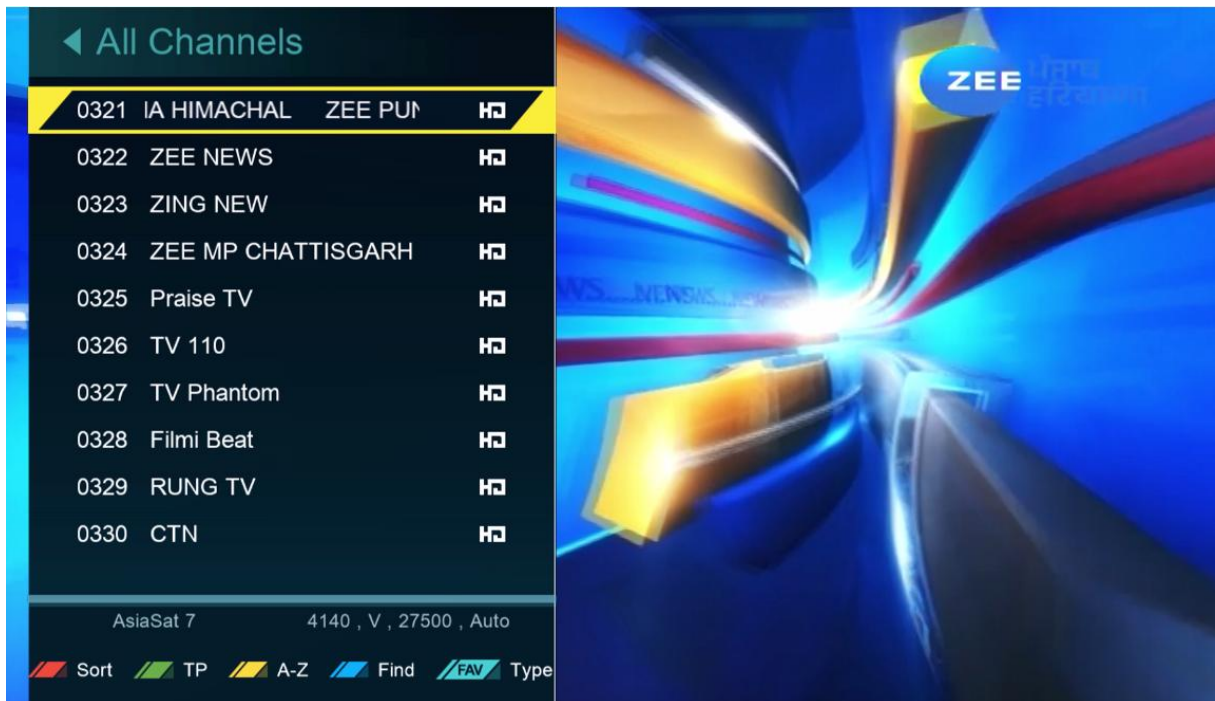 All Channels
0321 IA HIMACHAL ZEE PUN HD
0322 ZEE NEWS HD
0323 ZING NEW HD
0324 ZEE MP CHATTISGARH HD
0325 Praise TV HD
0326 TV 110 HD
0327 TV Phantom HD
0328 Filmi Beat HD
0329 RUNG TV HD
0330 CTN HD
AsiaSat 7 4140 , V , 27500 , Auto
Sort TP A-Z Find FAV Type
ZEE ਪੰਜਾਬ
ਹਰਿਆਣਾ